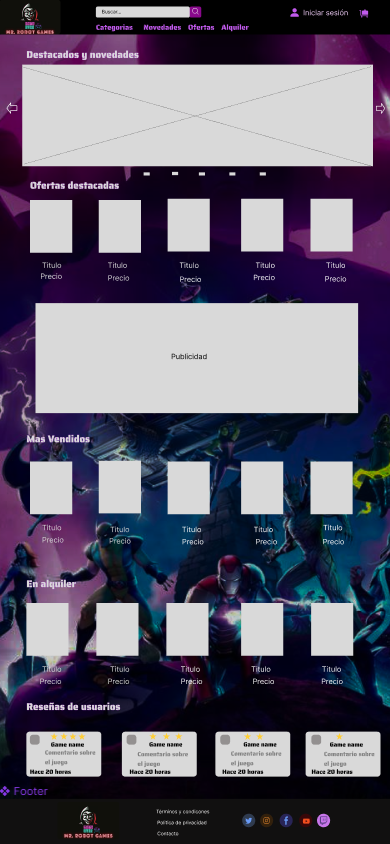 MR. ROBOT GAMES
Buscar...
Iniciar sesión
Categorias Novedades Ofertas Alquiler
Destacados y novedades
Ofertas destacadas
Titulo Titulo Titulo Titulo Titulo
Precio Precio Precio Precio Precio
Publicidad
Mas Vendidos
Titulo Titulo Titulo Titulo Titulo
Precio Precio Precio Precio Precio
En alquiler
Titulo Titulo Titulo Titulo Titulo
Precio Precio Precio Precio Precio
Reseñas de usuarios
Game name
Comentario sobre
el juego
Hace 20 horas
Game name
Comentario sobre
el juego
Hace 20 horas
Game name
Comentario sobre
el juego
Hace 20 horas
Game name
Comentario sobre
el juego
Hace 20 horas
Footer
MR. ROBOT GAMES
Términos y condicones
Política de privacidad
Contacto